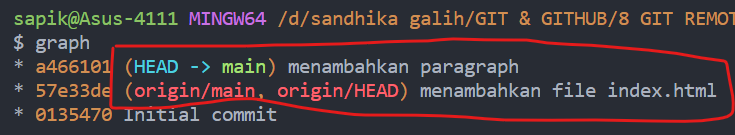 sapik@Asus-4111 MINGW64 /d/sandhika galih/GIT & GITHUB/8 GIT REMOT
$ graph
* a466101 (HEAD -> main) menambahkan paragraph
* 57e33de (origin/main, origin/HEAD) menambahkan file index.html
* 0135470 Initial commit